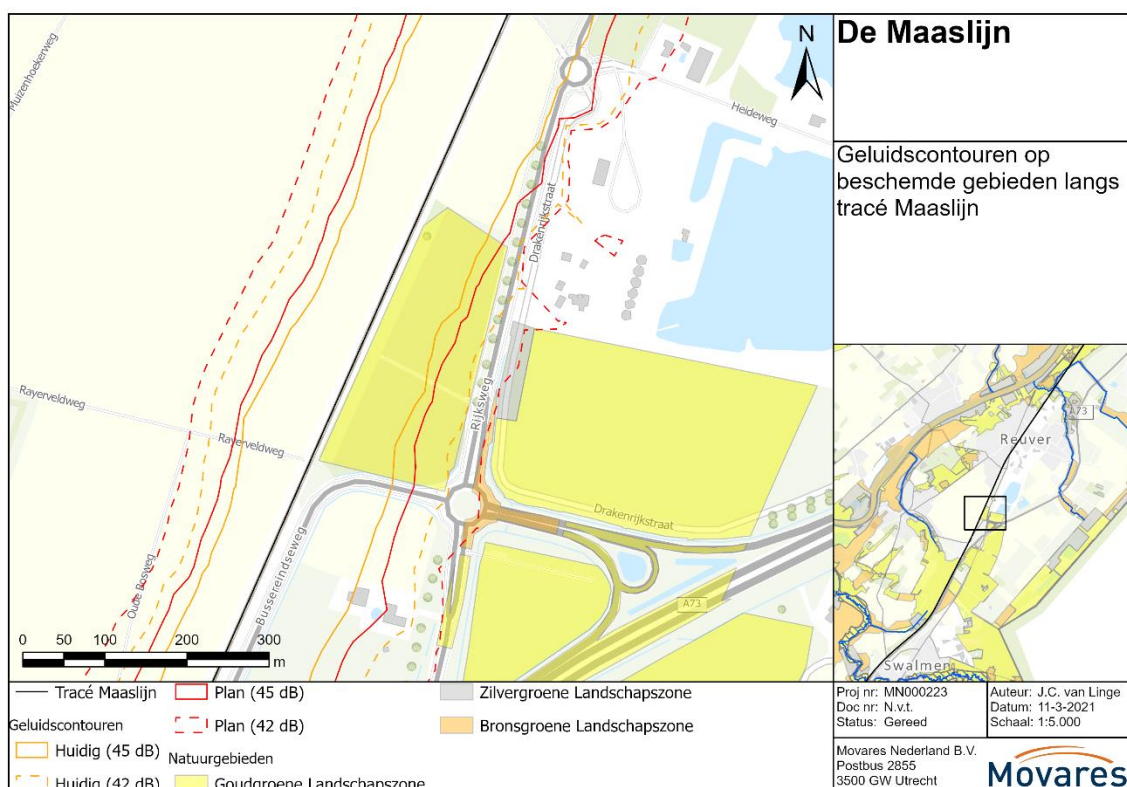 Pluizenhoekerweg
N
Heideweg
Drakenrijkstraat
Rijksweg
Rayerveldweg
Rayerveldweg
Drakenrijkstraat
Bussereindseweg
Oude Bosweg
A73
0 50 100 200 300
m
De Maaslijn
Geluidscontouren op
beschemde gebieden langs
tracé Maaslijn
A73
Reuver
Swalmen
Tracé Maaslijn
Geluidscontouren
Huidig (45 dB)
Huidig (42 dB)
Plan (45 dB)
Plan (42 dB)
Natuurgebieden
Goudgroene Landschapszone
Zilvergroene Landschapszone
Bronsgroene Landschapszone
Proj nr: MN000223
Doc nr: N.v.t.
Status: Gereed
Auteur: J.C. van Linge
Datum: 11-3-2021
Schaal: 1:5.000
Movares Nederland B.V.
Postbus 2855
3500 GW Utrecht
Movares